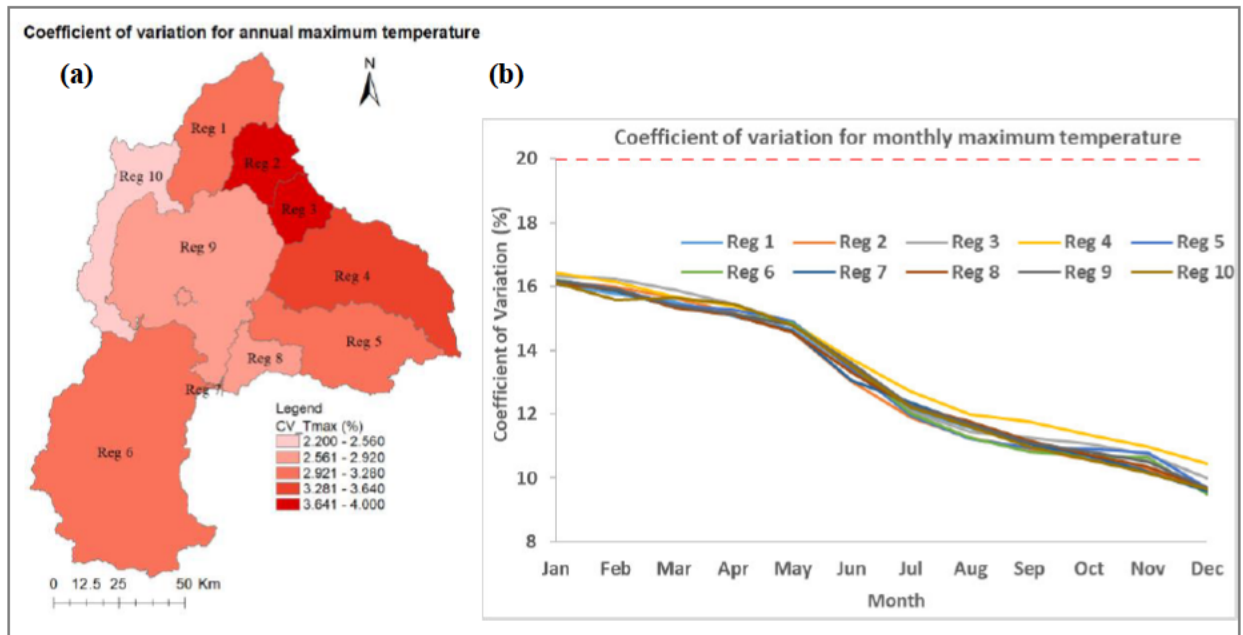 Coefficient of variation for annual maximum temperature
(a)
N
Reg 1
Reg 2
Reg 10
Reg 3
Reg 9
Reg 4
Reg 5
Reg 8
Reg 7
Reg 6
Legend
CV_Tmax (%)
2.200 - 2.560
2.561 - 2.920
2.921 - 3.280
3.281 - 3.640
3.641 - 4.000
0 12.5 25 50 Km
(b)
Coefficient of variation for monthly maximum temperature
Coefficient of Variation (%)
20
18
16
14
12
10
8
Reg 1 Reg 2 Reg 3 Reg 4 Reg 5
Reg 6 Reg 7 Reg 8 Reg 9 Reg 10
Jan Feb Mar Apr May Jun Jul Aug Sep Oct Nov Dec
Month